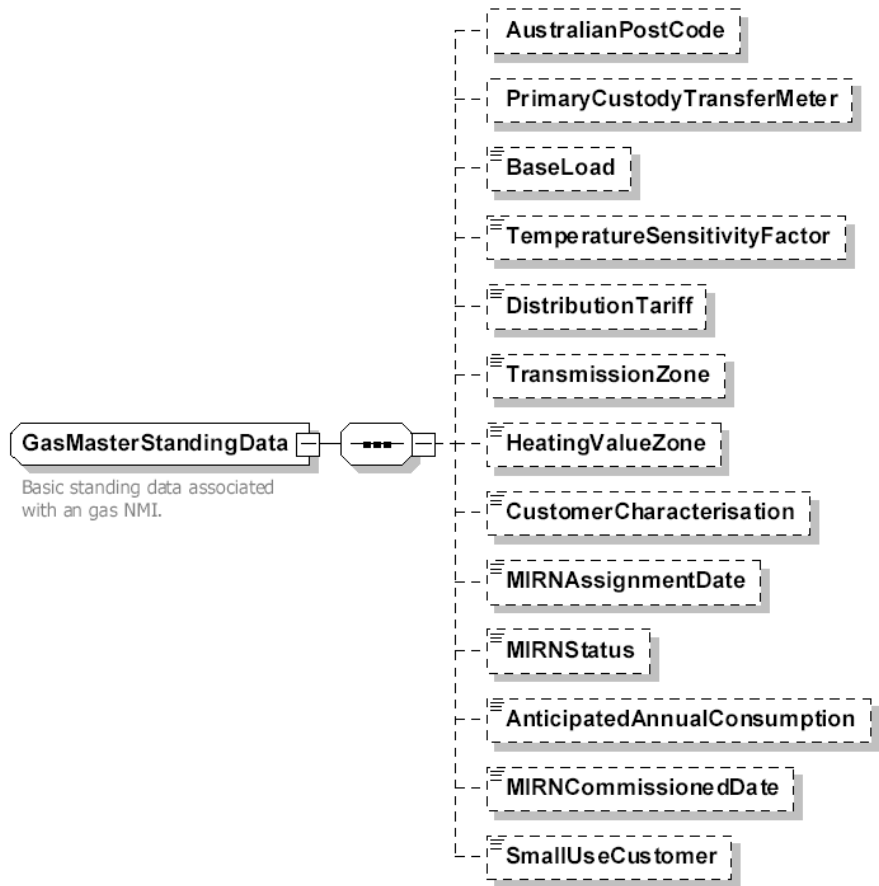 AustralianPostCode
PrimaryCustodyTransferMeter
BaseLoad
TemperatureSensitivityFactor
DistributionTariff
TransmissionZone
GasMasterStandingData
HeatingValueZone
Basic standing data associated
with an gas NMI.
CustomerCharacterisation
MIRNAssignmentDate
MIRNStatus
AnticipatedAnnualConsumption
MIRNCommissionedDate
SmallUseCustomer